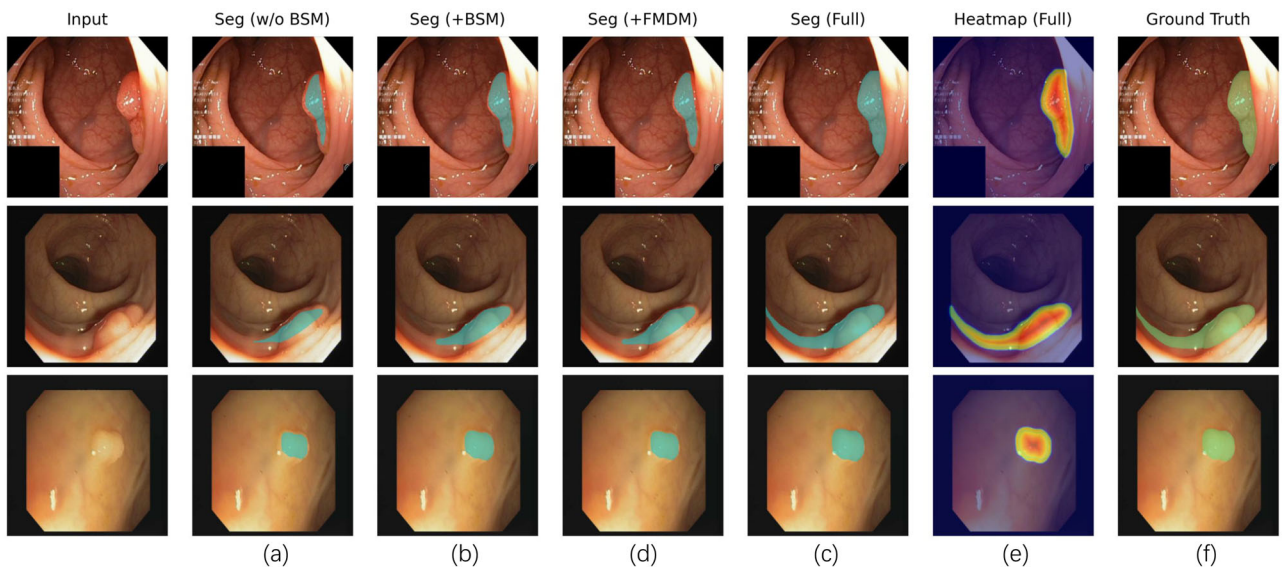 Input Seg (w/o BSM) Seg (+BSM) Seg (+FMDM) Seg (Full) Heatmap (Full) Ground Truth
(a) (b) (d) (c) (e) (f)